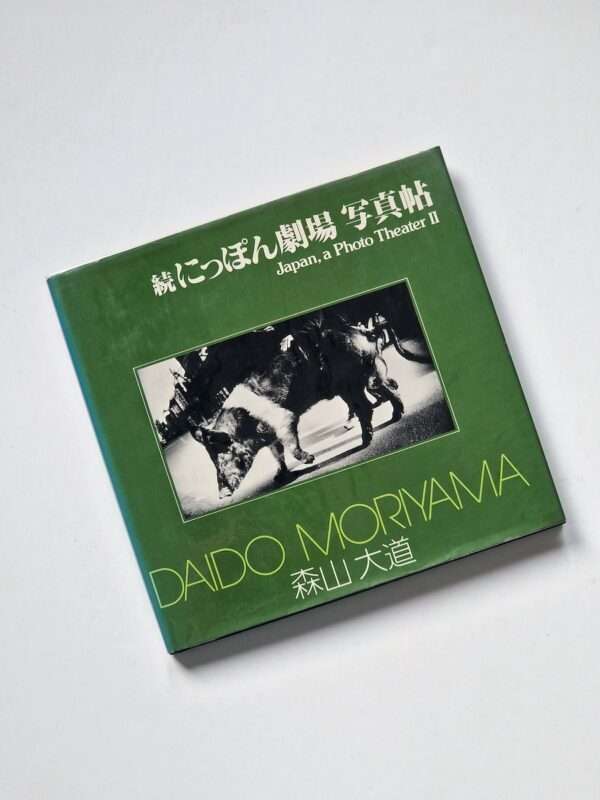 続にっぽん劇場 写真帖
Japan, a Photo Theater II
DAIDO MORIYAMA
森山 大道